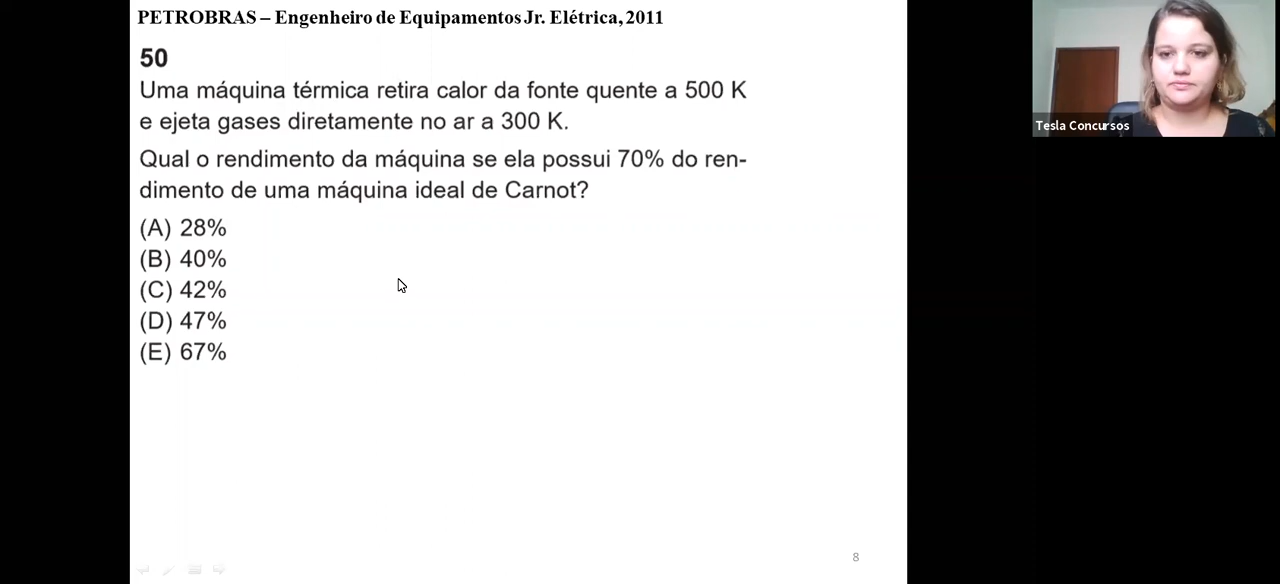 PETROBRAS – Engenheiro de Equipamentos Jr. Elétrica, 2011
50
Uma máquina térmica retira calor da fonte quente a 500 K
e ejeta gases diretamente no ar a 300 K.
Qual o rendimento da máquina se ela possui 70% do ren-
dimento de uma máquina ideal de Carnot?
(A) 28%
(B) 40%
(C) 42%
(D) 47%
(E) 67%
8
Tesla Concursos